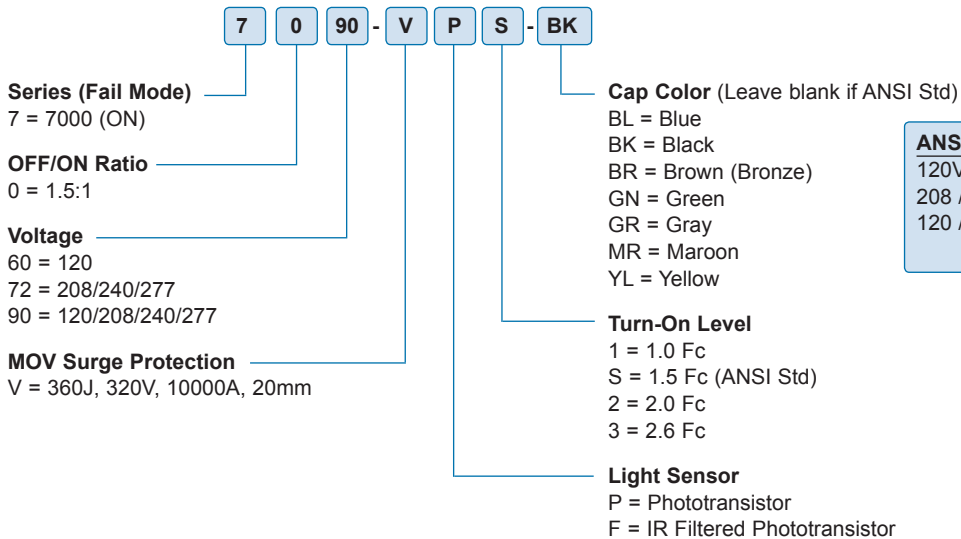 7 0 90 - V P S - BK
Series (Fail Mode)
7 = 7000 (ON)
OFF/ON Ratio
0 = 1.5:1
Voltage
60 = 120
72 = 208/240/277
90 = 120/208/240/277
MOV Surge Protection
V = 360J, 320V, 10000A, 20mm
Cap Color (Leave blank if ANSI Std)
BL = Blue
BK = Black
BR = Brown (Bronze)
GN = Green
GR = Gray
MR = Maroon
YL = Yellow
ANS
120V
208 /
120 /
Turn-On Level
1 = 1.0 Fc
S = 1.5 Fc (ANSI Std)
2 = 2.0 Fc
3 = 2.6 Fc
Light Sensor
P = Phototransistor
F = IR Filtered Phototransistor